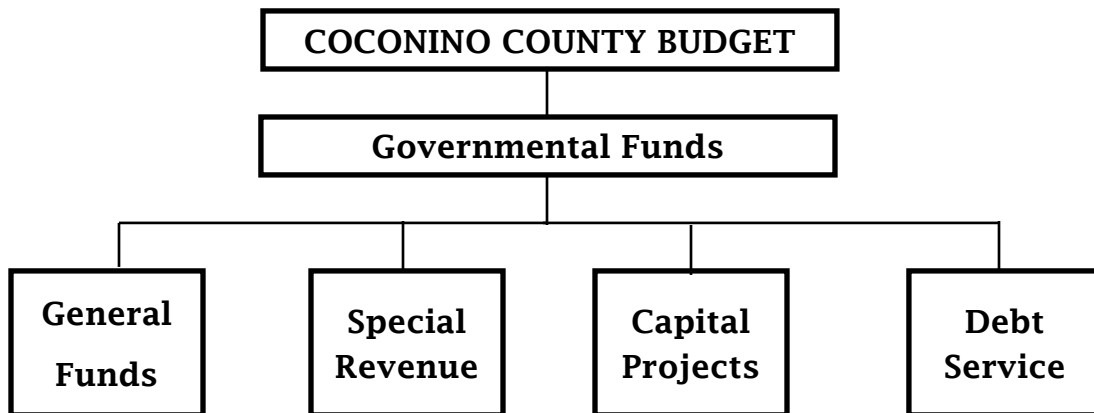 COCONINO COUNTY BUDGET
Governmental Funds
General
Funds
Special
Revenue
Capital
Projects
Debt
Service